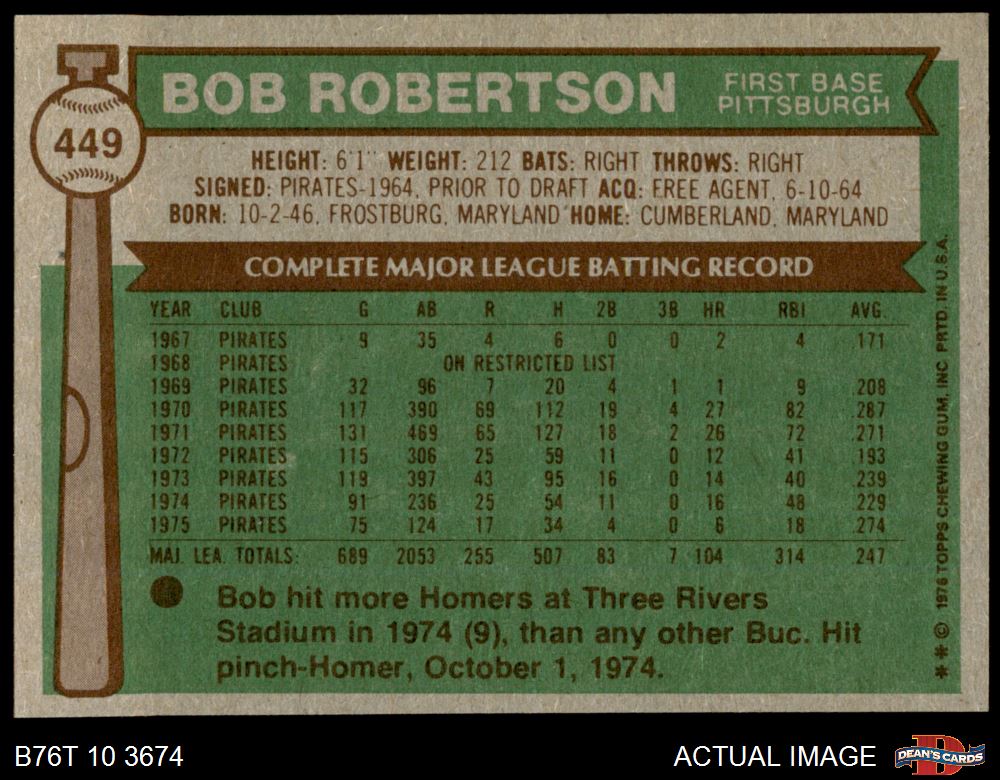 449
BOB ROBERTSON
FIRST BASE
PITTSBURGH
HEIGHT: 6'1" WEIGHT: 212 BATS: RIGHT THROWS: RIGHT
SIGNED: PIRATES-1964, PRIOR TO DRAFT ACQ: FREE AGENT, 6-10-64
BORN: 10-2-46, FROSTBURG, MARYLAND HOME: CUMBERLAND, MARYLAND
COMPLETE MAJOR LEAGUE BATTING RECORD
YEAR CLUB G AB R H 2B 3B HR RBI AVG.
1967 PIRATES 9 35 4 6 0 0 2 4 .171
1968 PIRATES ON RESTRICTED LIST
1969 PIRATES 32 96 7 20 4 1 1 9 .208
1970 PIRATES 117 390 69 112 19 4 27 82 .287
1971 PIRATES 131 469 65 127 18 2 26 72 .271
1972 PIRATES 115 306 25 59 11 0 12 41 .193
1973 PIRATES 119 397 43 95 16 0 14 40 .239
1974 PIRATES 91 236 25 54 11 0 16 48 .229
1975 PIRATES 75 124 17 34 4 0 6 18 .274
MAJ. LEA. TOTALS: 689 2053 255 507 83 7 104 314 .247
Bob hit more Homers at Three Rivers
Stadium in 1974 (9), than any other Buc. Hit
pinch-Homer, October 1, 1974.
* * © 1976 TOPPS CHEWING GUM, INC. PRTD. IN U.S.A.
B76T 10 3674
ACTUAL IMAGE
DEAN'S CARDS